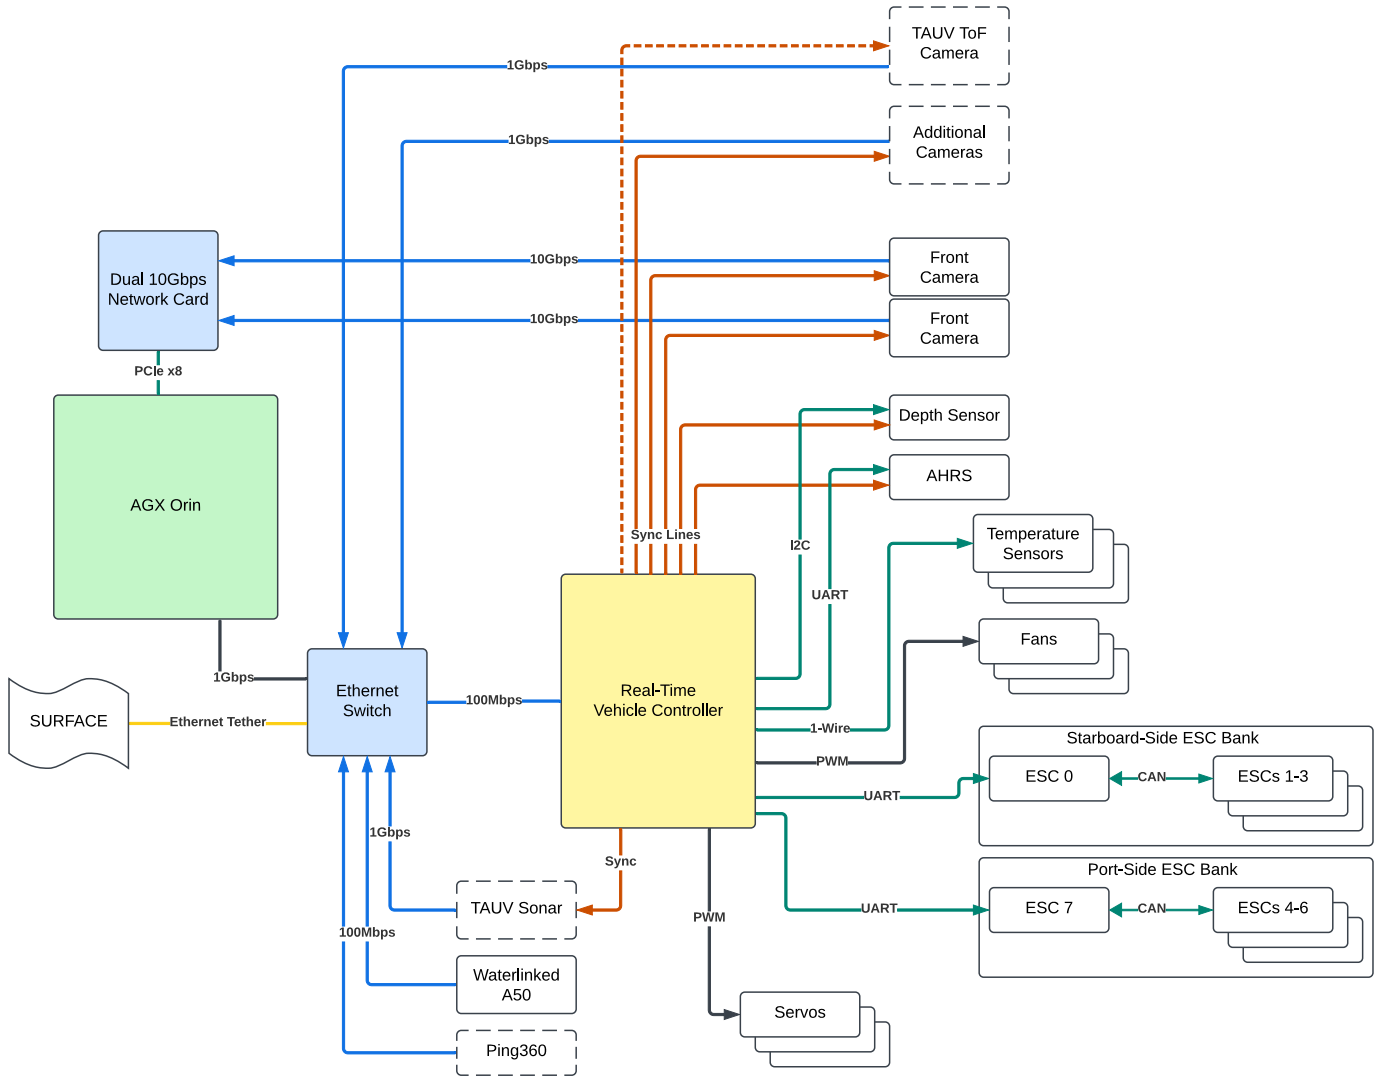 TAUV ToF
Camera
1Gbps
Additional
Cameras
1Gbps
Dual 10Gbps
Network Card
10Gbps
Front
Camera
10Gbps
Front
Camera
PCIe x8
AGX Orin
Depth Sensor
AHRS
Sync Lines
I2C
UART
Temperature
Sensors
Fans
1Gbps
Ethernet
Switch
100Mbps
Real-Time
Vehicle Controller
SURFACE
Ethernet Tether
1-Wire
PWM
UART
Starboard-Side ESC Bank
ESC 0
CAN
ESCs 1-3
1Gbps
Sync
Port-Side ESC Bank
UART
ESC 7
CAN
ESCs 4-6
TAUV Sonar
PWM
100Mbps
Waterlinked
A50
Servos
Ping360